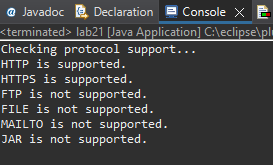 @ Javadoc Declaration Console
<terminated> lab21 [Java Application] C:\eclipse\plu
Checking protocol support...
HTTP is supported.
HTTPS is supported.
FTP is not supported.
FILE is not supported.
MAILTO is not supported.
JAR is not supported.